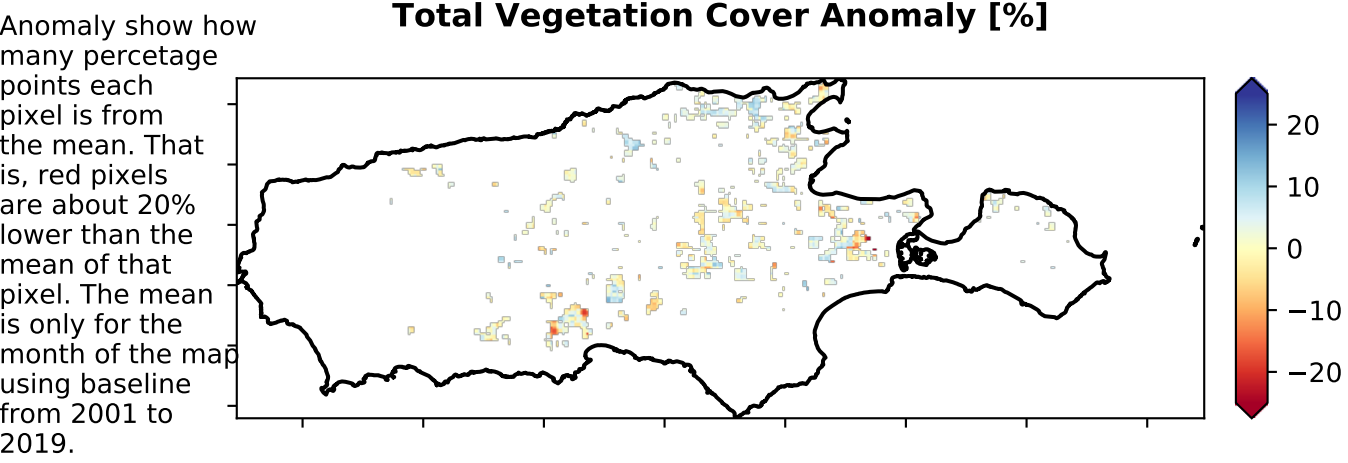 Total Vegetation Cover Anomaly [%]
Anomaly show how
many percetage
points each
pixel is from
the mean. That
is, red pixels
are about 20%
lower than the
mean of that
pixel. The mean
is only for the
month of the map
using baseline
from 2001 to
2019.
20
10
0
−10
−20